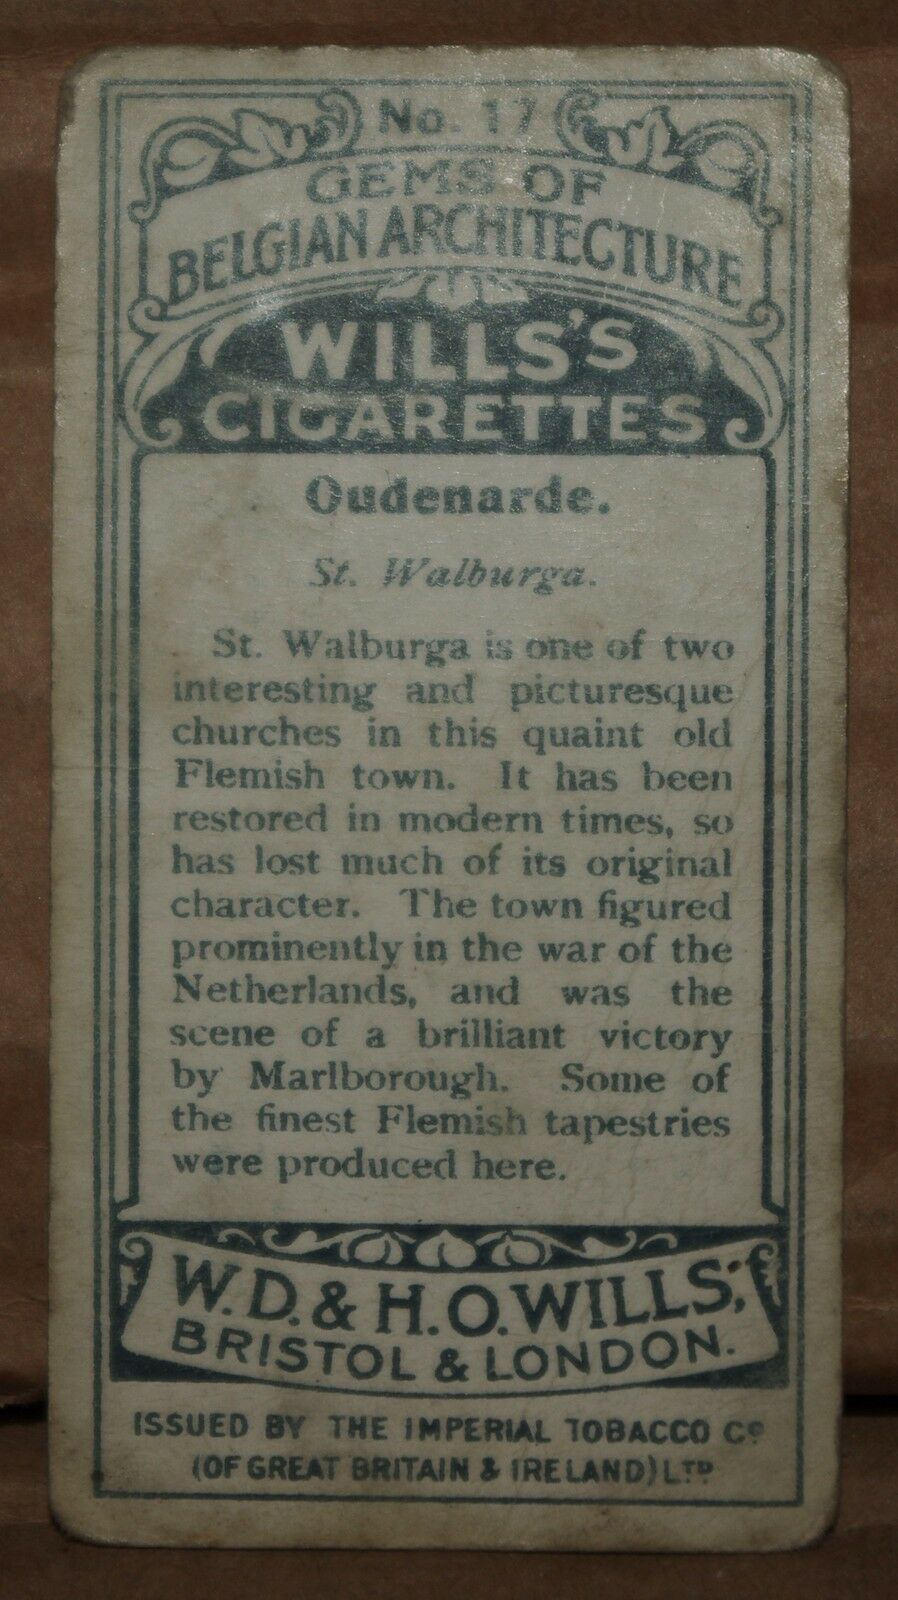 No. 17
GEMS OF
BELGIAN ARCHITECTURE
WILLS'S
CIGARETTES
Oudenarde.
St. Walburga.
St. Walburga is one of two
interesting and picturesque
churches in this quaint old
Flemish town. It has been
restored in modern times, so
has lost much of its original
character. The town figured
prominently in the war of the
Netherlands, and was the
scene of a brilliant victory
by Marlborough. Some of
the finest Flemish tapestries
were produced here.
W.D. & H.O. WILLS,
BRISTOL & LONDON.
ISSUED BY THE IMPERIAL TOBACCO Co
(OF GREAT BRITAIN & IRELAND) LTD